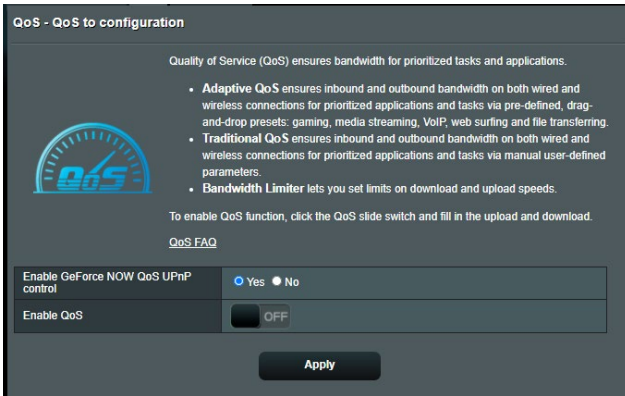 QoS - QoS to configuration
Quality of Service (QoS) ensures bandwidth for prioritized tasks and applications.
• Adaptive QoS ensures inbound and outbound bandwidth on both wired and
wireless connections for prioritized applications and tasks via pre-defined, drag-
and-drop presets: gaming, media streaming, VoIP, web surfing and file transferring.
• Traditional QoS ensures inbound and outbound bandwidth on both wired and
wireless connections for prioritized applications and tasks via manual user-defined
parameters.
• Bandwidth Limiter lets you set limits on download and upload speeds.
QoS
To enable QoS function, click the QoS slide switch and fill in the upload and download.
QoS FAQ
Enable GeForce NOW QoS UPnP
control
Yes No
Enable QoS
OFF
Apply